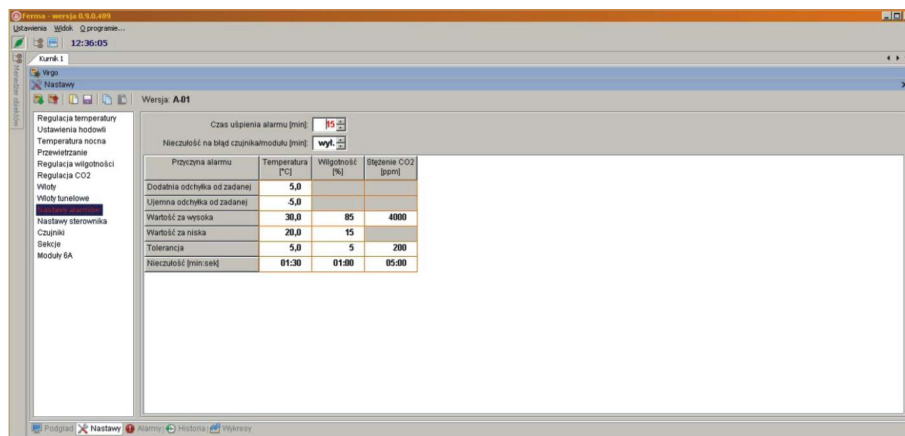 Ferma - wersja 0.9.0.489
Ustawienia Widok O programie...
12:36:05
Menedżer obiektów
Kurnik 1
Virgo
Nastawy
Wersja: A-01
Regulacja temperatury
Ustawienia hodowli
Temperatura nocna
Przewietrzanie
Regulacja wilgotności
Regulacja CO2
Wloty
Wloty tunelowe
Nastawy alarmowe
Nastawy sterownika
Czujniki
Sekcje
Moduły 6A
Czas uśpienia alarmu [min]: 15
Nieczułość na błąd czujnika/modułu [min]: wył.
Przyczyna alarmu Temperatura [°C] Wilgotność [%] Stężenie CO2 [ppm]
Dodatnia odchyłka od zadanej 5,0
Ujemna odchyłka od zadanej -5,0
Wartość za wysoka 30,0 85 4000
Wartość za niska 20,0 15
Tolerancja 5,0 5 200
Nieczułość [min:sek] 01:30 01:00 05:00
Podgląd Nastawy Alarmy Historia Wykresy